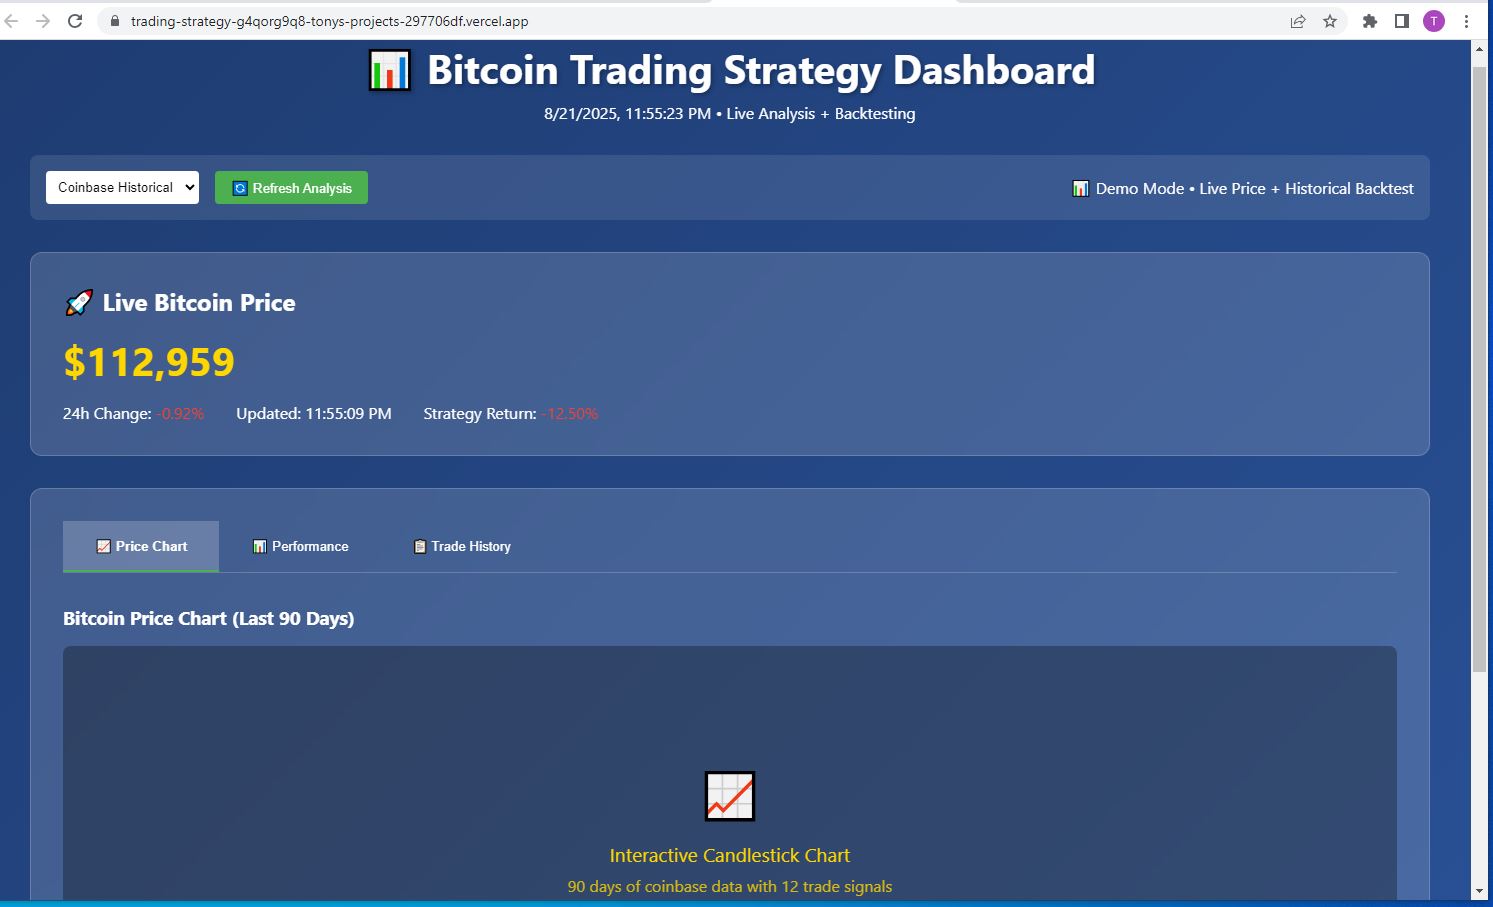 trading-strategy-g4qorg9q8-tonys-projects-297706df.vercel.app
T
Bitcoin Trading Strategy Dashboard
8/21/2025, 11:55:23 PM • Live Analysis + Backtesting
Coinbase Historical
Refresh Analysis
Demo Mode • Live Price + Historical Backtest
Live Bitcoin Price
$112,959
24h Change: -0.92%
Updated: 11:55:09 PM
Strategy Return: -12.50%
Price Chart
Performance
Trade History
Bitcoin Price Chart (Last 90 Days)
Interactive Candlestick Chart
90 days of coinbase data with 12 trade signals